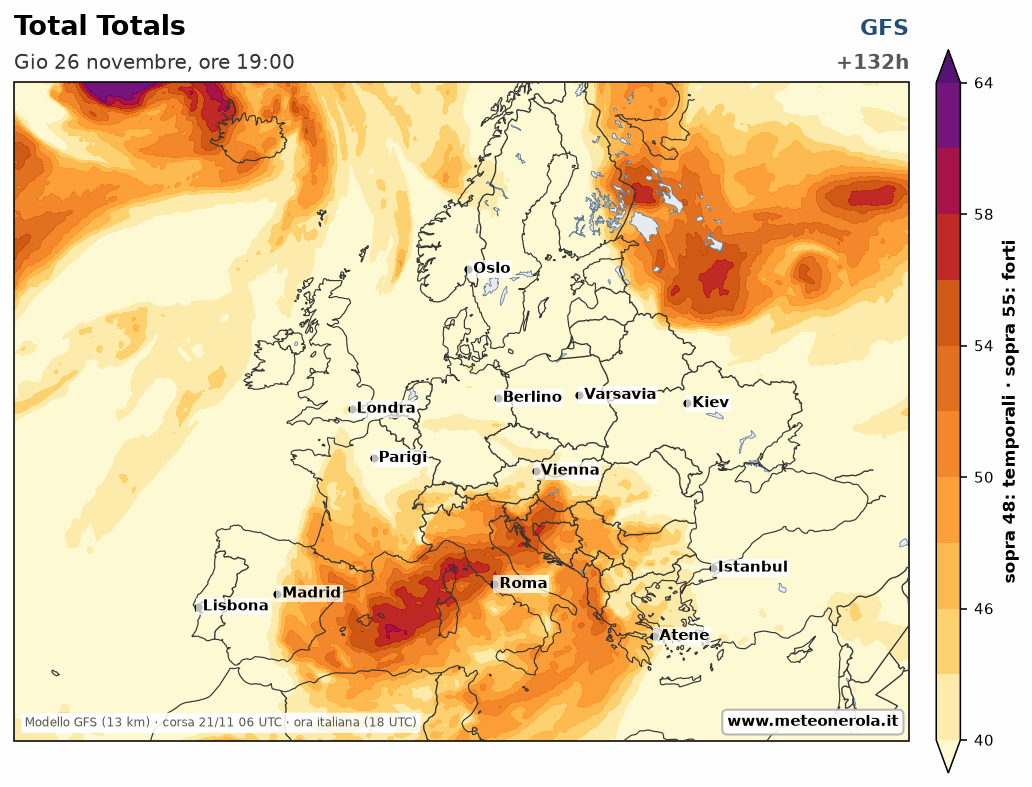 Total Totals
GFS
Gio 26 novembre, ore 19:00
+132h
64
58
54
50
46
40
sopra 48: temporali · sopra 55: forti
Oslo
Berlino
Varsavia
Kiev
Londra
Parigi
Vienna
Istanbul
Roma
Madrid
Lisbona
Atene
Modello GFS (13 km) · corsa 21/11 06 UTC · ora italiana (18 UTC)
www.meteonerola.it